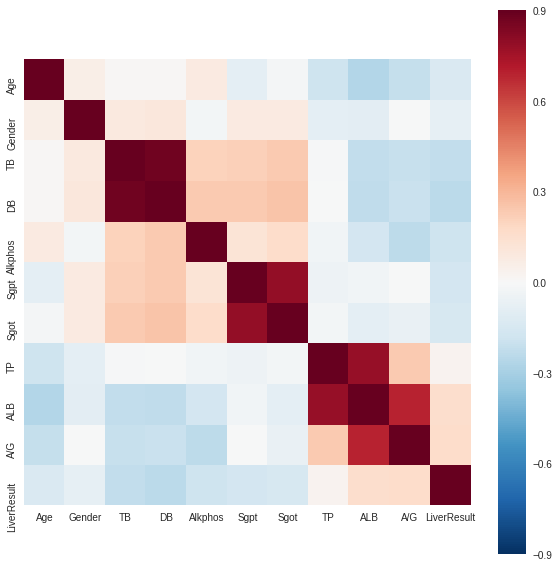 Age
Gender
TB
DB
Alkphos
Sgpt
Sgot
TP
ALB
A/G
LiverResult
Age Gender TB DB Alkphos Sgpt Sgot TP ALB A/G LiverResult
0.9
0.6
0.3
0.0
−0.3
−0.6
−0.9